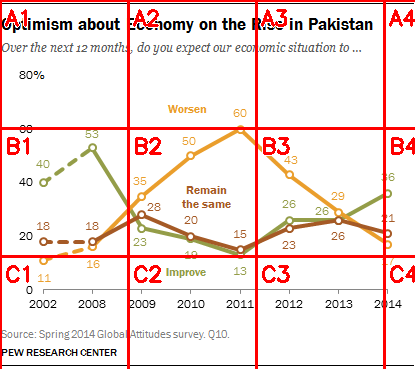 Optimism about Economy on the Rise in Pakistan
Over the next 12 months, do you expect our economic situation to ...
A1 A2 A3 A4
80%
Worsen
60
60
B1 B2 B3 B4
53
50
43
40
40
36
35
Remain
the same
29
28
26
18 18 20 21
20
23 19 15 23 26
16
11
13
Improve
C1 C2 C3 C4
0
2002 2008 2009 2010 2011 2012 2013 2014
Source: Spring 2014 Global Attitudes survey. Q10.
PEW RESEARCH CENTER